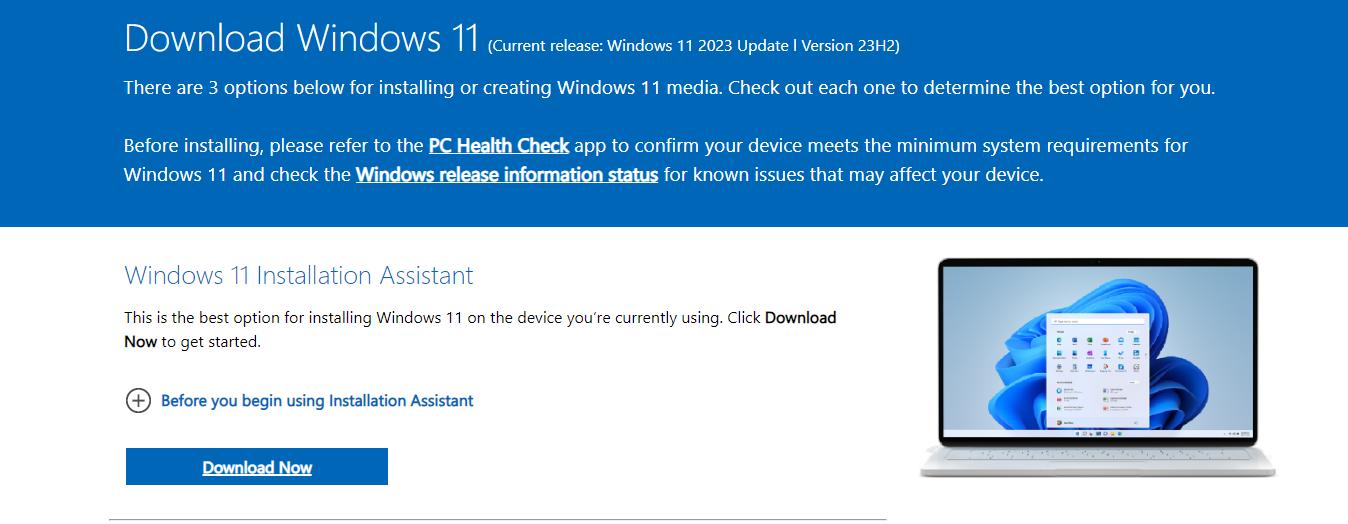 Download Windows 11 (Current release: Windows 11 2023 Update l Version 23H2)
There are 3 options below for installing or creating Windows 11 media. Check out each one to determine the best option for you.
Before installing, please refer to the PC Health Check app to confirm your device meets the minimum system requirements for
Windows 11 and check the Windows release information status for known issues that may affect your device.
Windows 11 Installation Assistant
This is the best option for installing Windows 11 on the device you’re currently using. Click Download
Now to get started.
Before you begin using Installation Assistant
Download Now